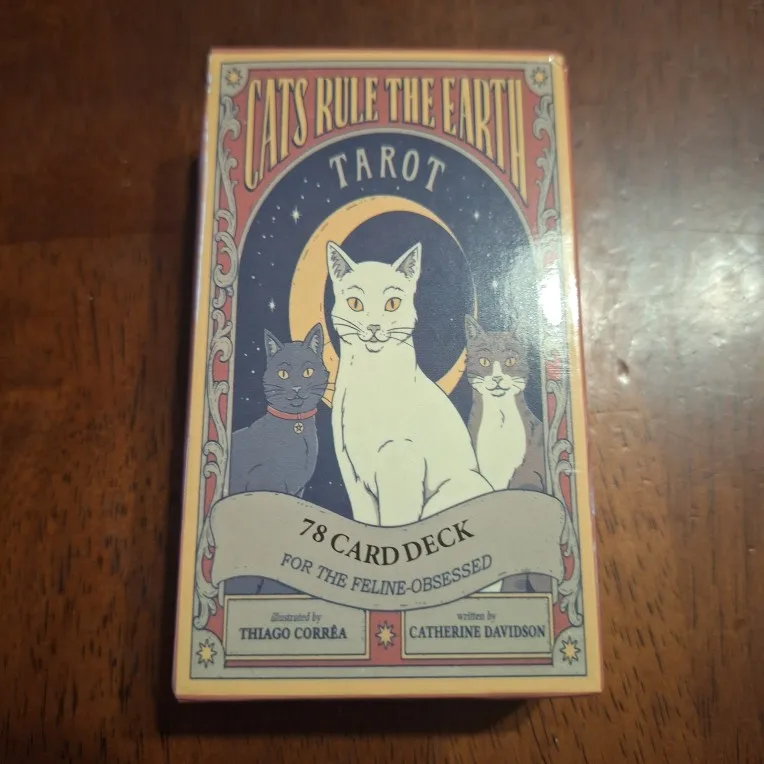 CATS RULE THE EARTH
TAROT
78 CARD DECK
FOR THE FELINE-OBSESSED
illustrated by
THIAGO CORRÊA
written by
CATHERINE DAVIDSON